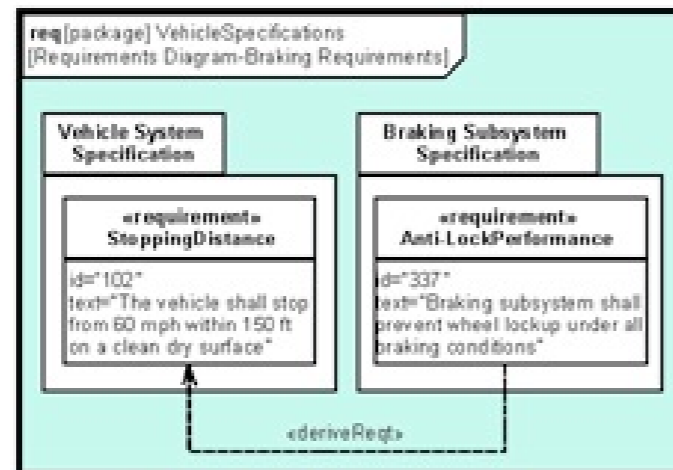 req[package] VehicleSpecifications
[Requirements Diagram-Braking Requirements]
Vehicle System
Specification
«requirement»
StoppingDistance
id="102"
text="The vehicle shall stop
from 60 mph within 150 ft
on a clean dry surface"
Braking Subsystem
Specification
«requirement»
Anti-LockPerformance
id="337"
text="Braking subsystem shall
prevent wheel lockup under all
braking conditions"
«deriveReqt»